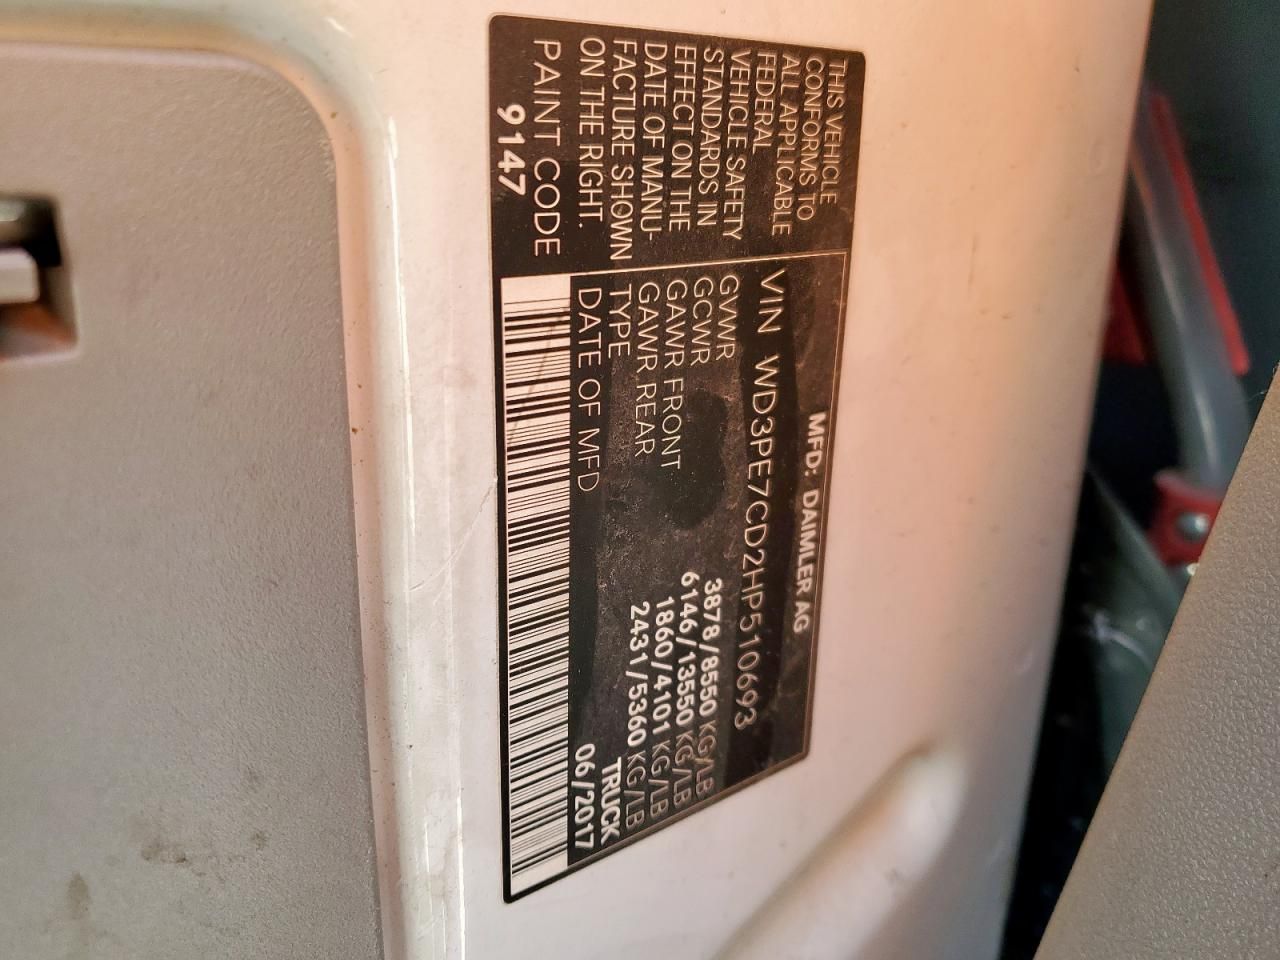 MFD: DAIMLER AG
THIS VEHICLE
CONFORMS TO
ALL APPLICABLE
FEDERAL
VEHICLE SAFETY
STANDARDS IN
EFFECT ON THE
DATE OF MANU-
FACTURE SHOWN
ON THE RIGHT.
PAINT CODE
9147
VIN WD3PE7CD2HP510693
GVWR 3878/8550 KG/LB
GCWR 6146/13550 KG/LB
GAWR FRONT 1860/4101 KG/LB
GAWR REAR 2431/5360 KG/LB
TYPE TRUCK
DATE OF MFD 06/2017